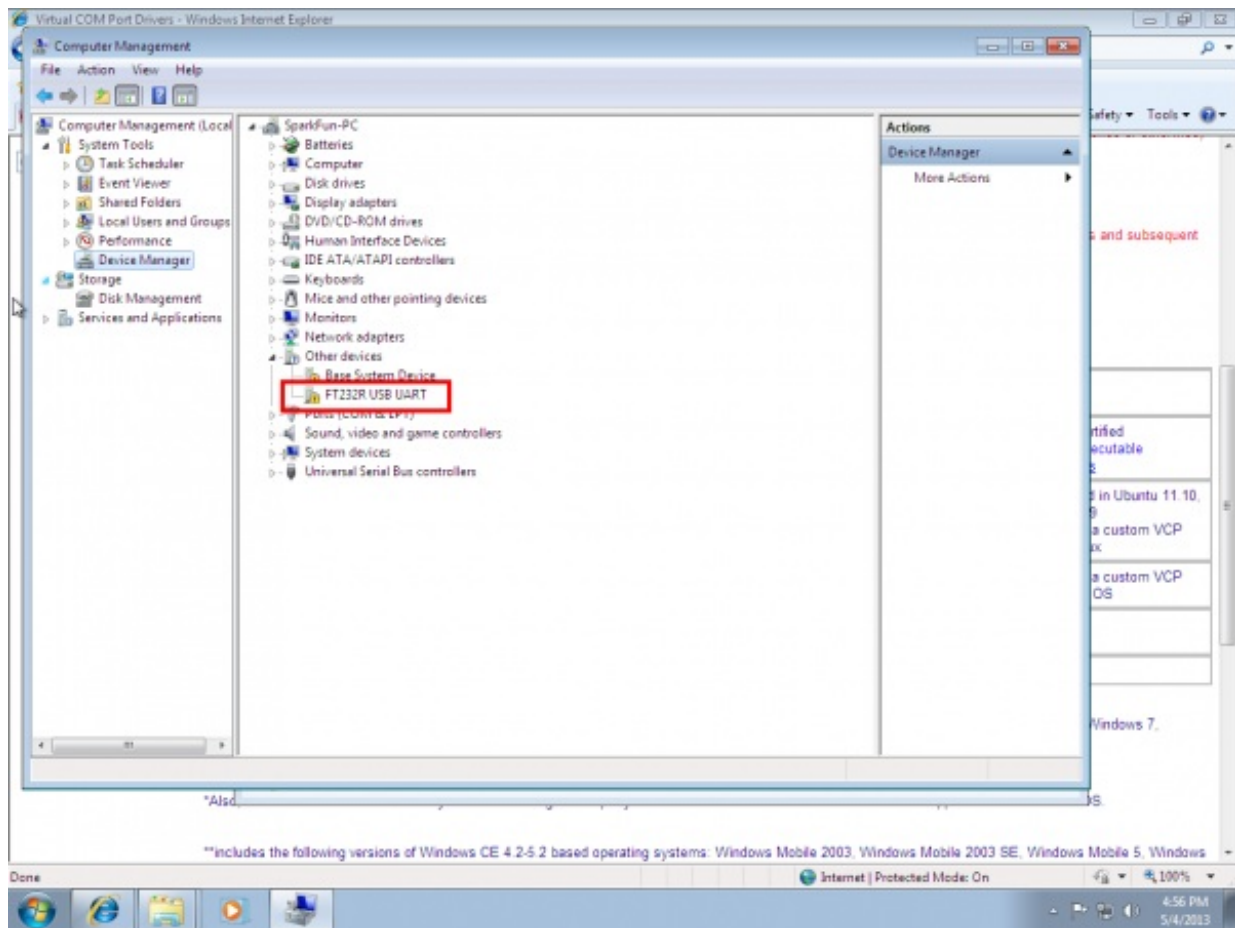 Virtual COM Port Drivers - Windows Internet Explorer
Computer Management
File Action View Help
Safety Tools
Computer Management (Local
System Tools
Task Scheduler
Event Viewer
Shared Folders
Local Users and Groups
Performance
Device Manager
Storage
Disk Management
Services and Applications
SparkFun-PC
Batteries
Computer
Disk drives
Display adapters
DVD/CD-ROM drives
Human Interface Devices
IDE ATA/ATAPI controllers
Keyboards
Mice and other pointing devices
Monitors
Network adapters
Other devices
Base System Device
FT232R USB UART
Ports (COM & LPT)
Sound, video and game controllers
System devices
Universal Serial Bus controllers
Actions
Device Manager
More Actions
s and subsequent
rtified
ecutable
d in Ubuntu 11.10,
9
a custom VCP
ux
a custom VCP
OS
Windows 7,
*Also
OS.
**includes the following versions of Windows CE 4.2-5.2 based operating systems: Windows Mobile 2003, Windows Mobile 2003 SE, Windows Mobile 5, Windows
Done
Internet | Protected Mode: On
100%
4:56 PM
5/4/2013